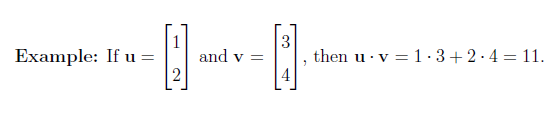 Example: If u = [1 2] and v = [3 4], then u · v = 1 · 3 + 2 · 4 = 11.